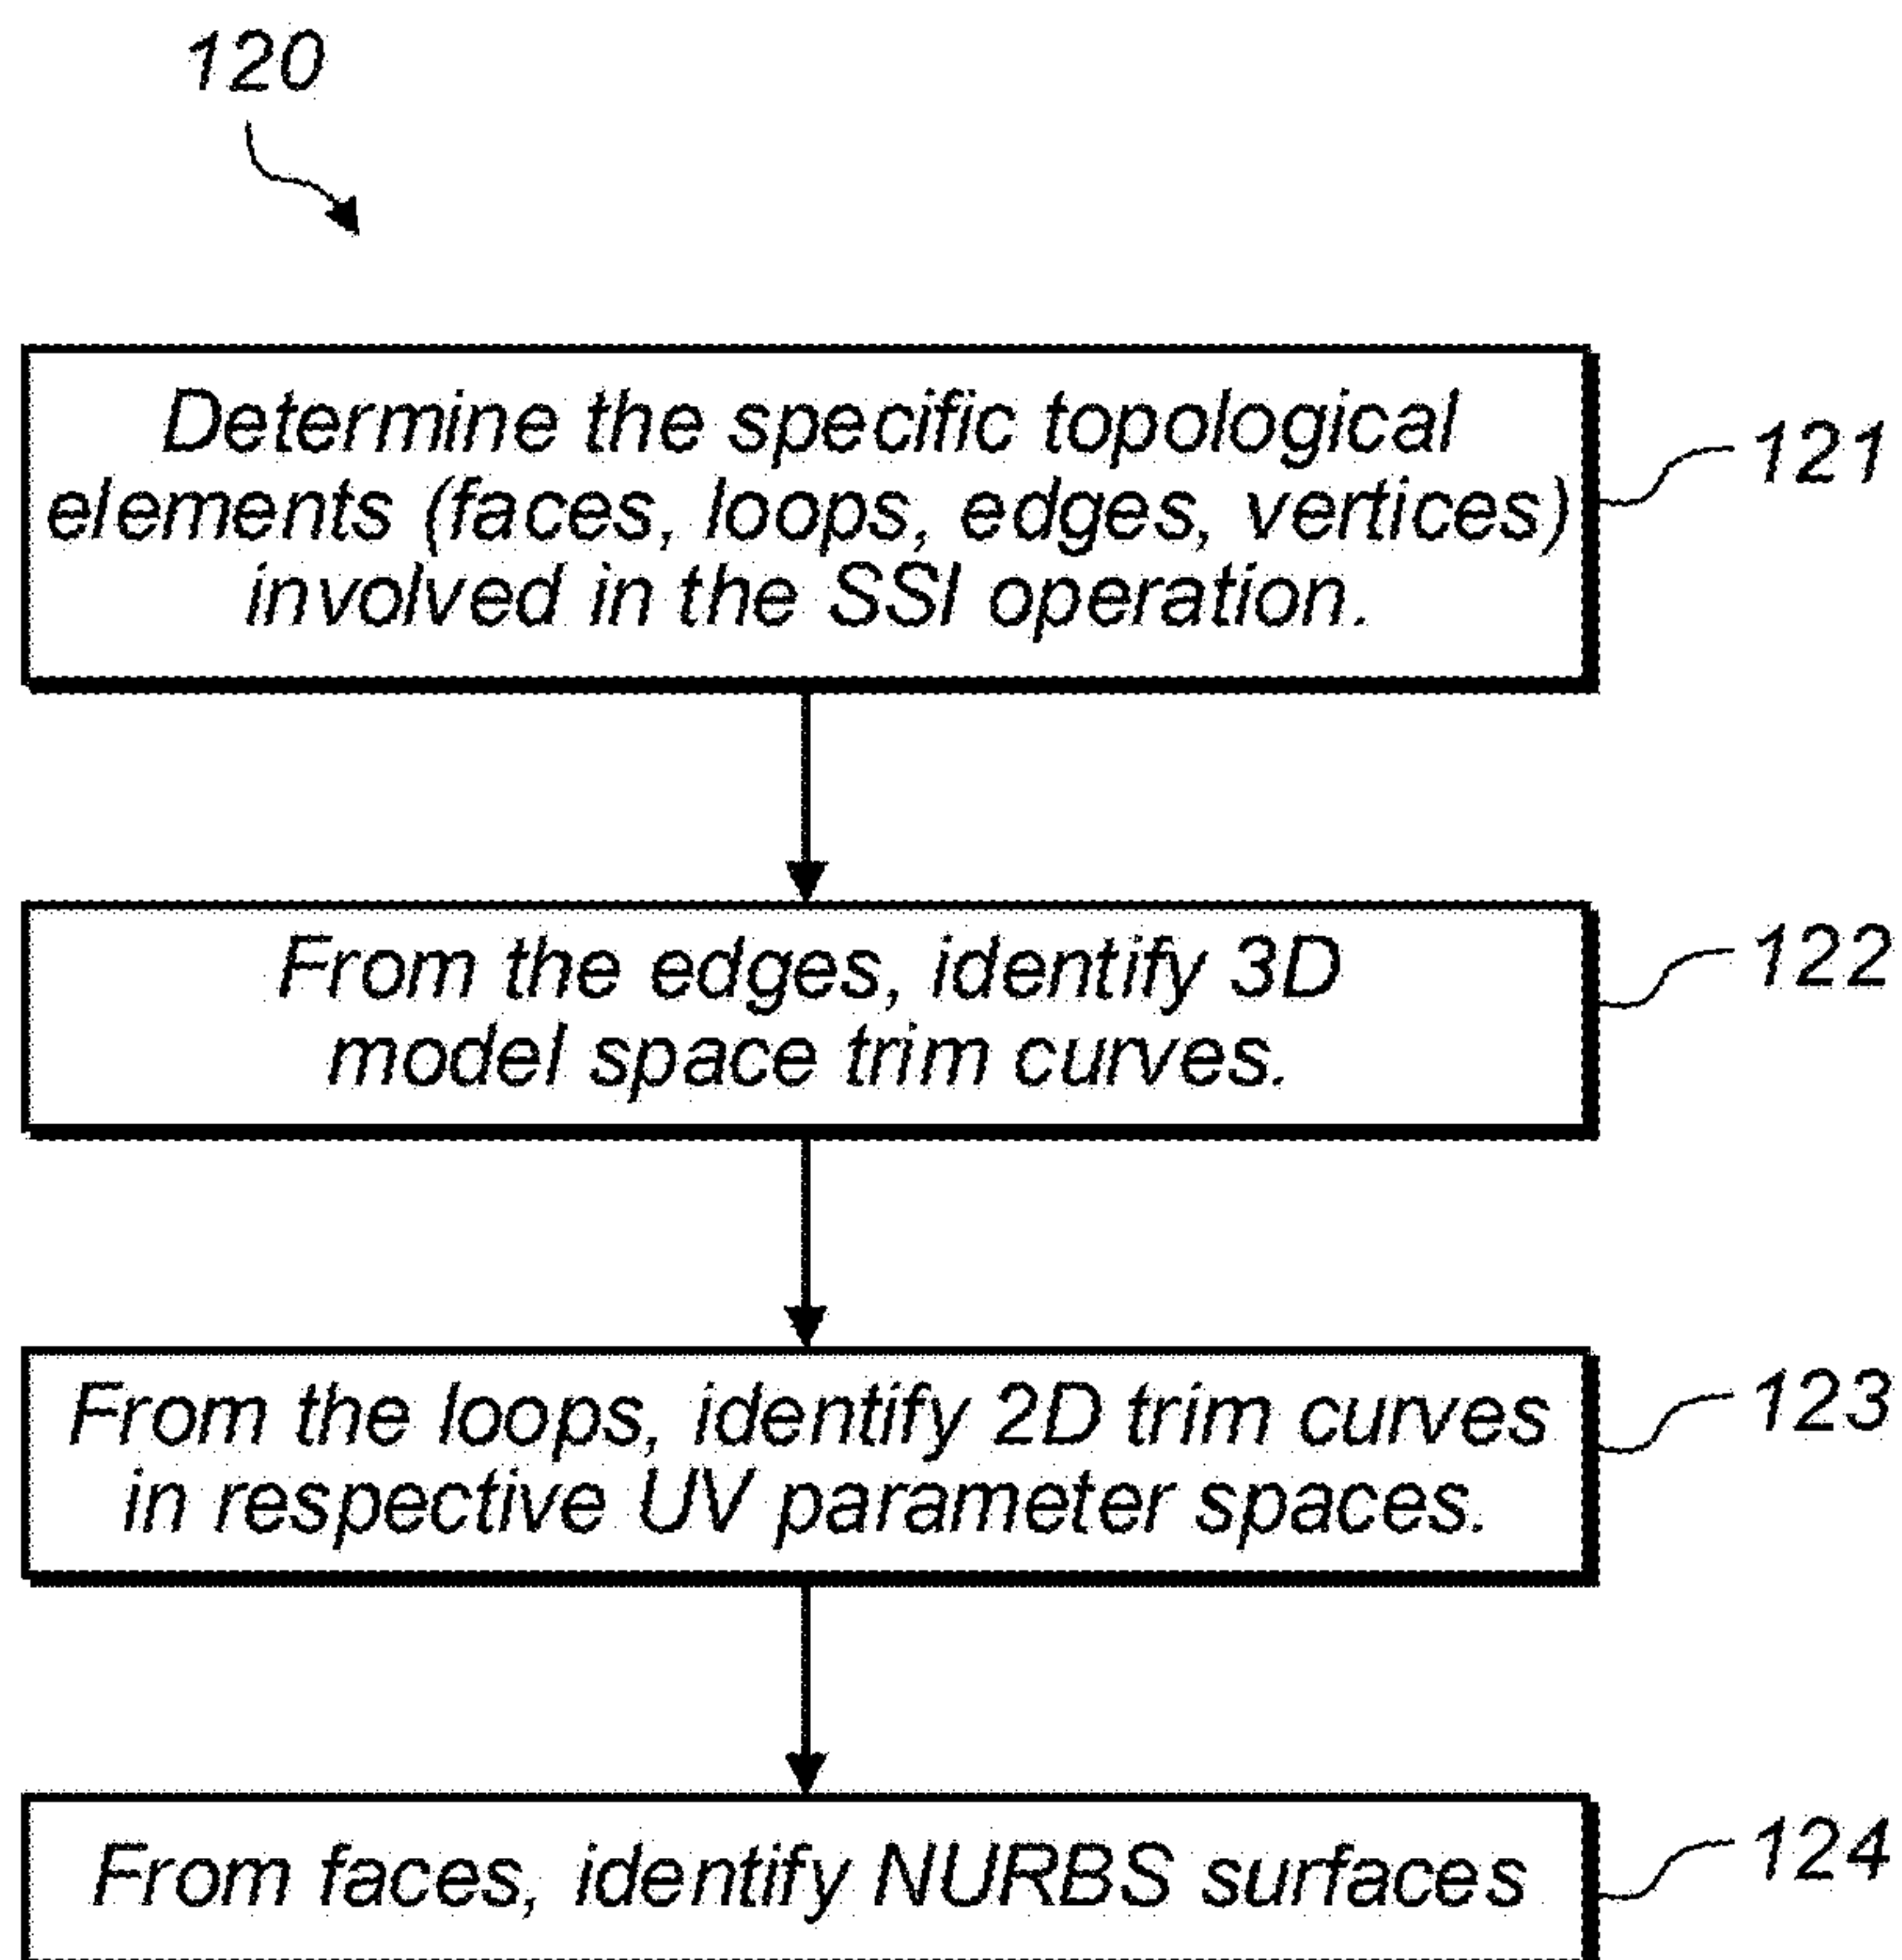 120
Determine the specific topological
elements (faces, loops, edges, vertices)
involved in the SSI operation.
121
From the edges, identify 3D
model space trim curves.
122
From the loops, identify 2D trim curves
in respective UV parameter spaces.
123
From faces, identify NURBS surfaces
124